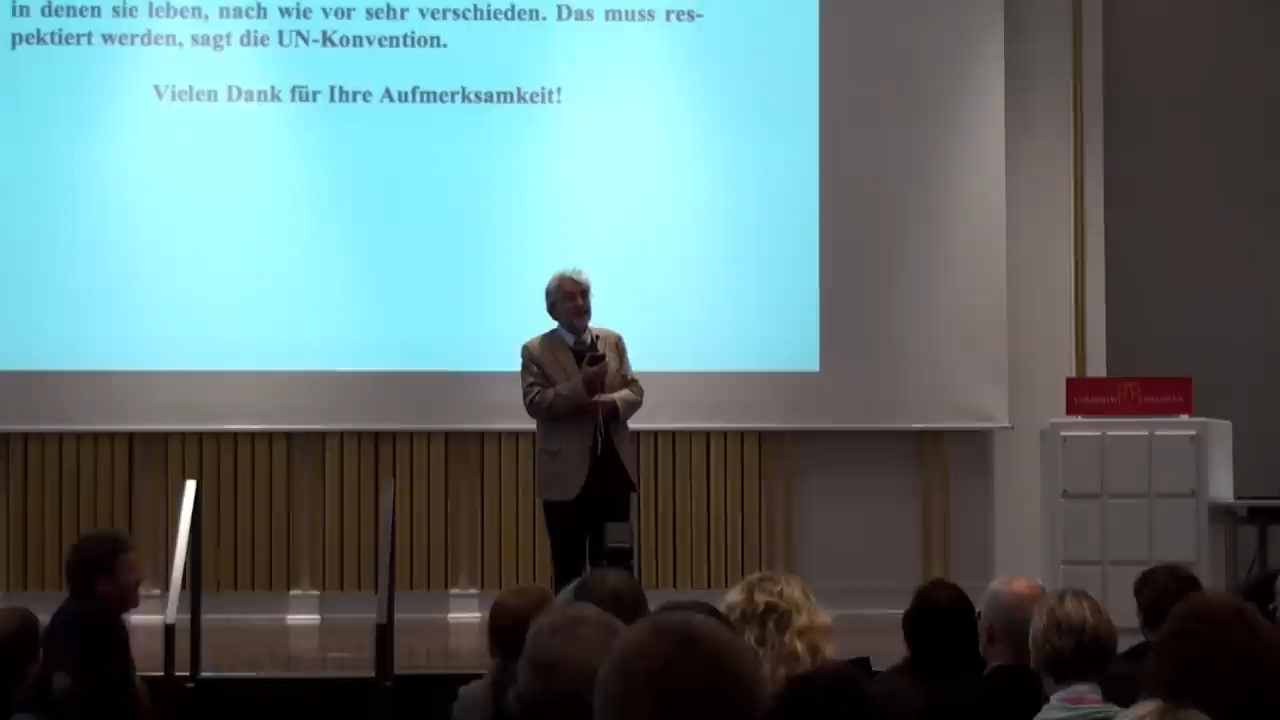 in denen sie leben, nach wie vor sehr verschieden. Das muss res-
pektiert werden, sagt die UN-Konvention.
Vielen Dank für Ihre Aufmerksamkeit!